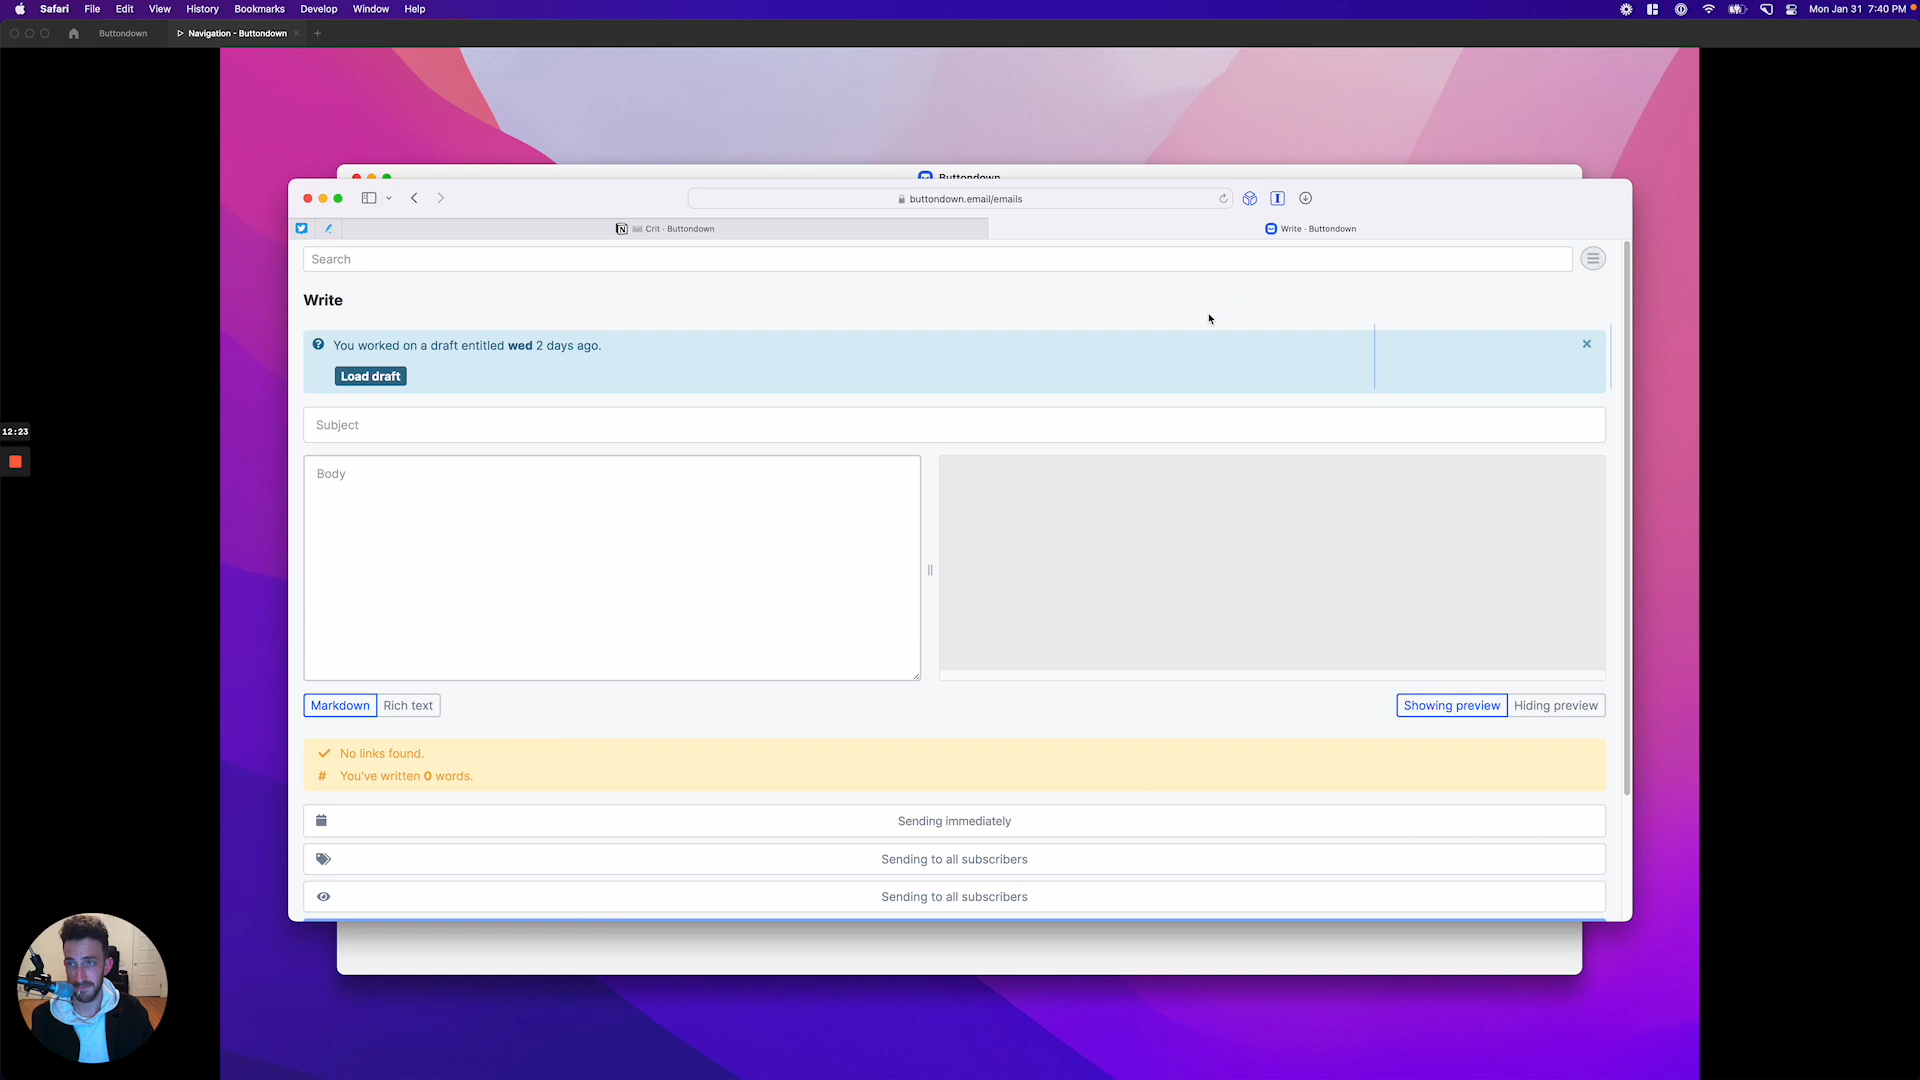 Safari File Edit View History Bookmarks Develop Window Help Mon Jan 31 7:40 PM
Buttondown Navigation - Buttondown
Buttondown
buttondown.email/emails
Crit - Buttondown Write - Buttondown
Search
Write
You worked on a draft entitled wed 2 days ago.
Load draft
12:23
Subject
Body
Markdown Rich text Showing preview Hiding preview
No links found.
# You've written 0 words.
Sending immediately
Sending to all subscribers
Sending to all subscribers